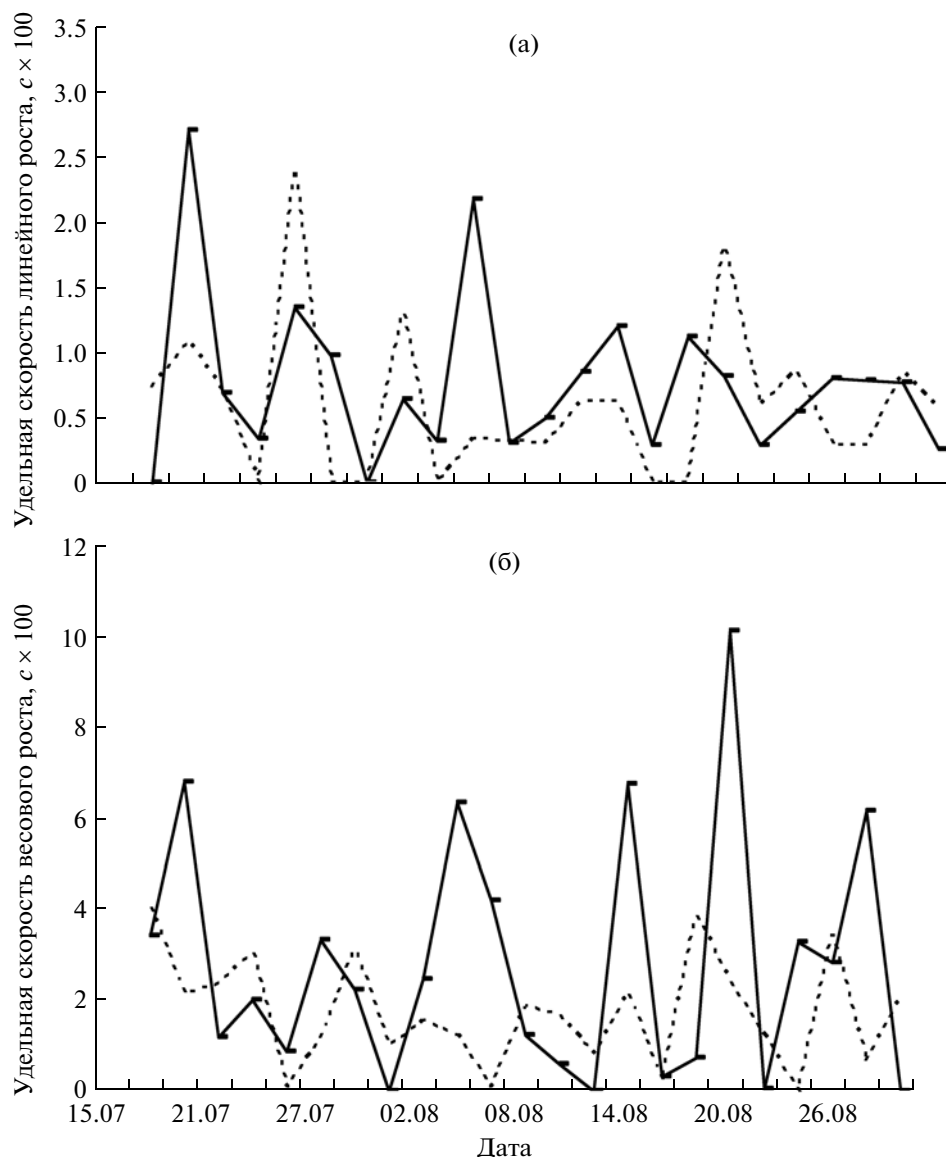 Удельная скорость линейного роста, c × 100
3.5
3.0
2.5
2.0
1.5
1.0
0.5
0
(а)
Удельная скорость весового роста, c × 100
12
10
8
6
4
2
0
(б)
15.07 21.07 27.07 02.08 08.08 14.08 20.08 26.08
Дата